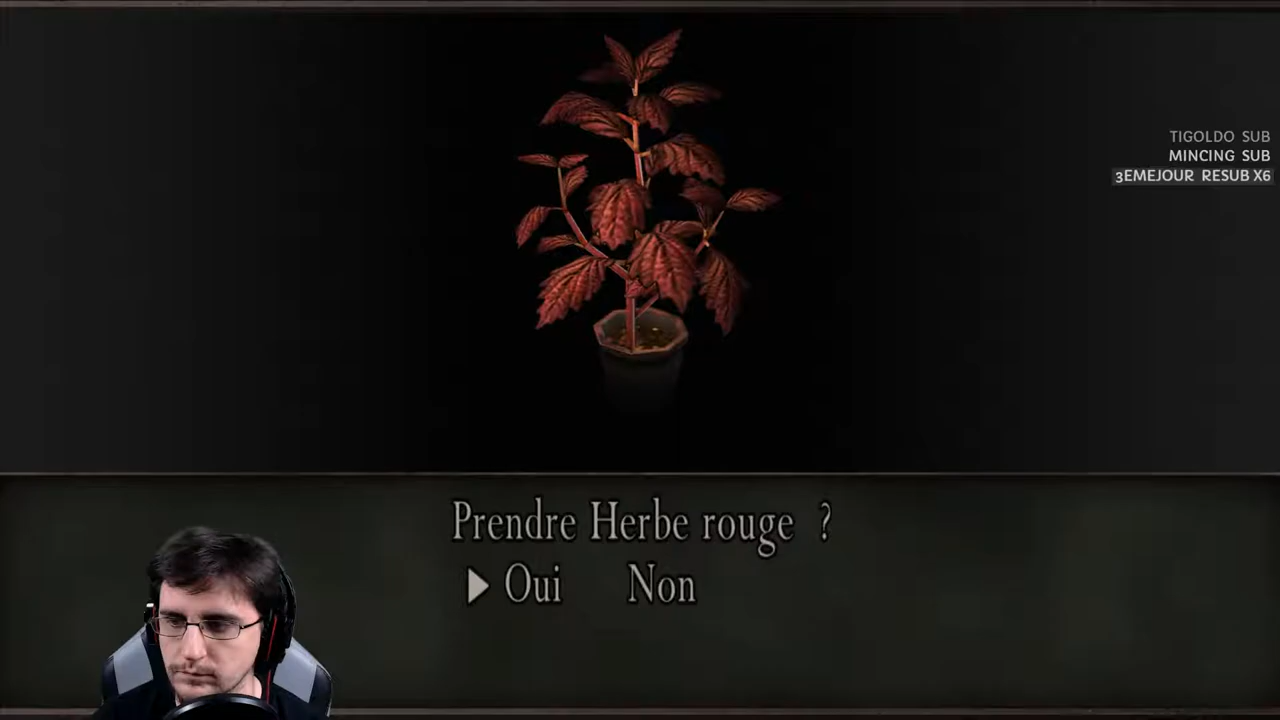 TIGOLDO SUB
MINCING SUB
3EMEJOUR RESUB X6
Prendre Herbe rouge ?
Oui Non